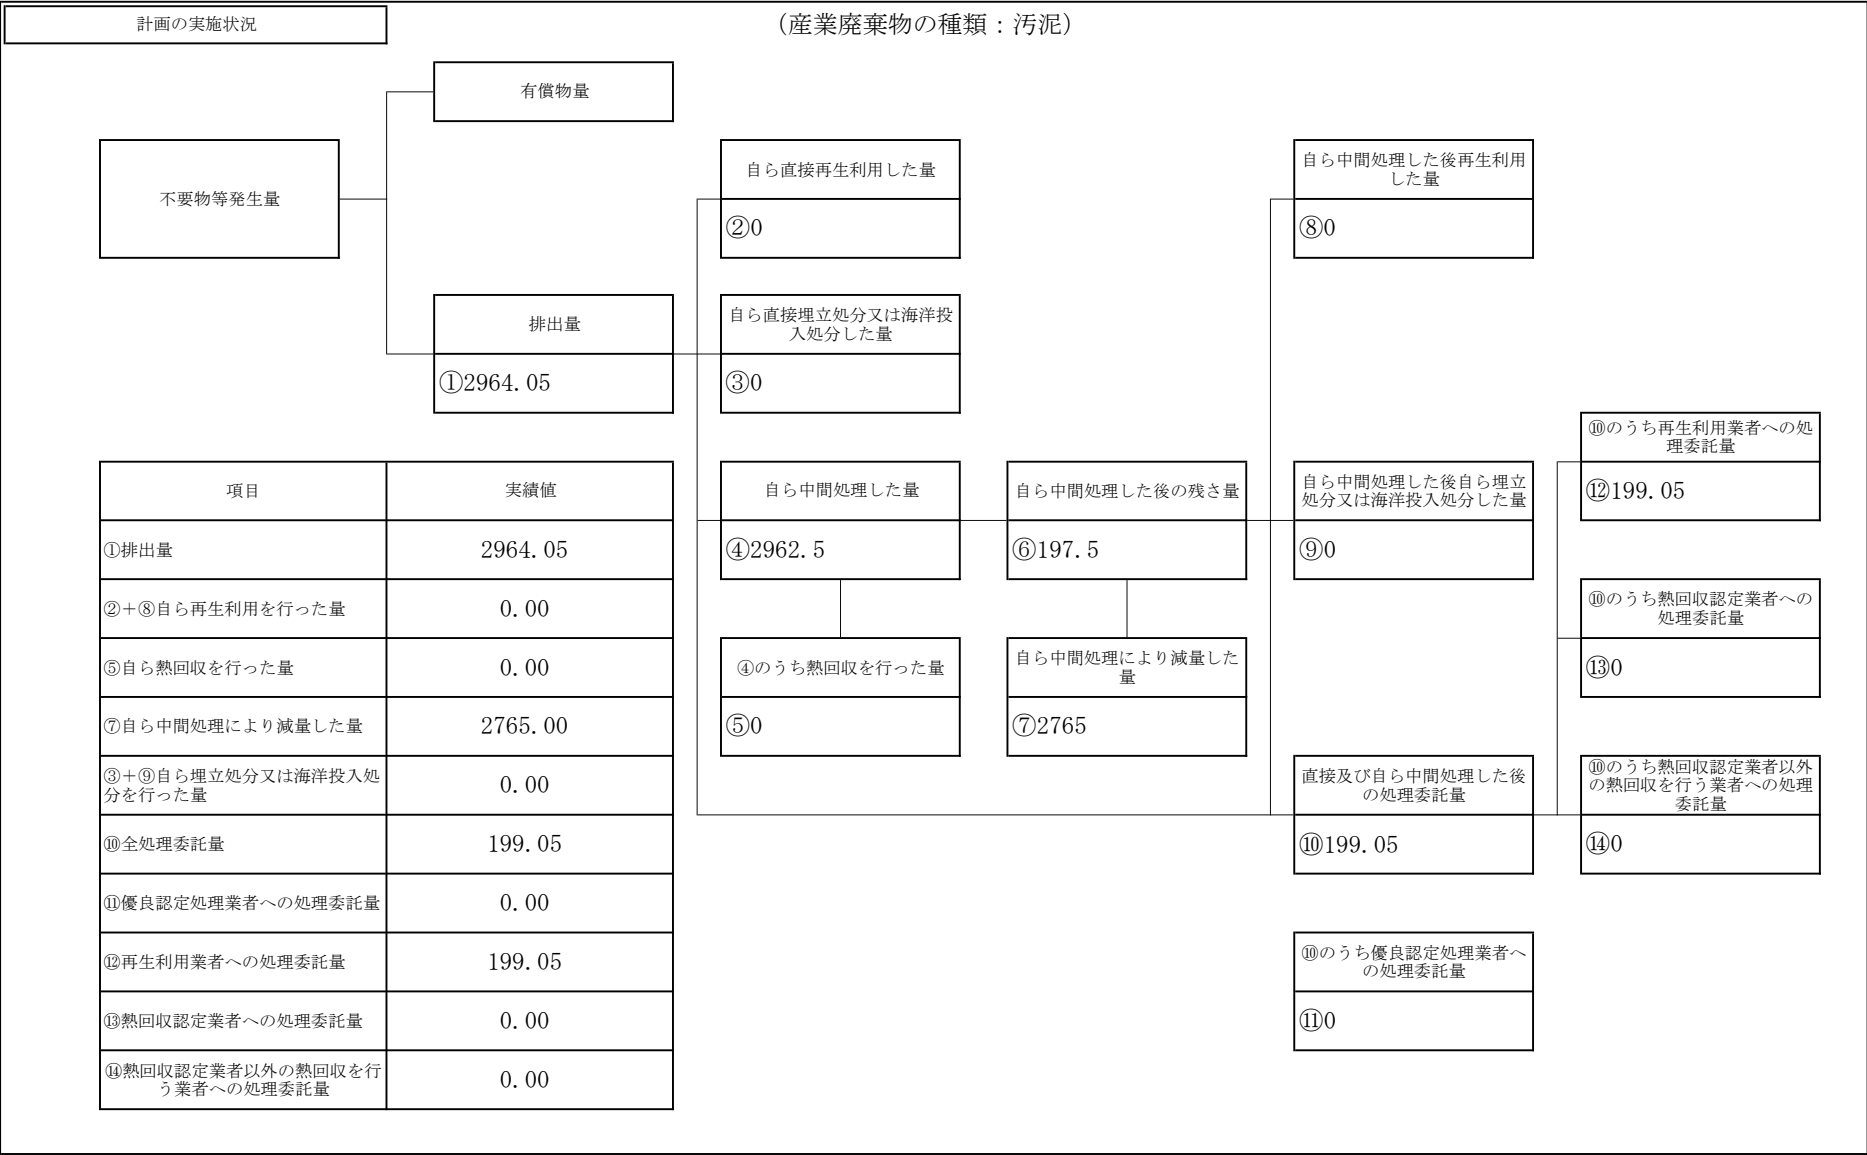 計画の実施状況
（産業廃棄物の種類：汚泥）
有償物量
不要物等発生量
排出量
①2964.05
自ら直接再生利用した量
②0
自ら直接埋立処分又は海洋投
入処分した量
③0
自ら中間処理した量
④2962.5
④のうち熱回収を行った量
⑤0
自ら中間処理した後の残さ量
⑥197.5
自ら中間処理により減量した
量
⑦2765
自ら中間処理した後再生利用
した量
⑧0
自ら中間処理した後自ら埋立
処分又は海洋投入処分した量
⑨0
直接及び自ら中間処理した後
の処理委託量
⑩199.05
⑩のうち優良認定処理業者へ
の処理委託量
⑪0
⑩のうち再生利用業者への処
理委託量
⑫199.05
⑩のうち熱回収認定業者への
処理委託量
⑬0
⑩のうち熱回収認定業者以外
の熱回収を行う業者への処理
委託量
⑭0
項目 実績値
①排出量 2964.05
②＋⑧自ら再生利用を行った量 0.00
⑤自ら熱回収を行った量 0.00
⑦自ら中間処理により減量した量 2765.00
③＋⑨自ら埋立処分又は海洋投入処
分を行った量 0.00
⑩全処理委託量 199.05
⑪優良認定処理業者への処理委託量 0.00
⑫再生利用業者への処理委託量 199.05
⑬熱回収認定業者への処理委託量 0.00
⑭熱回収認定業者以外の熱回収を行
う業者への処理委託量 0.00